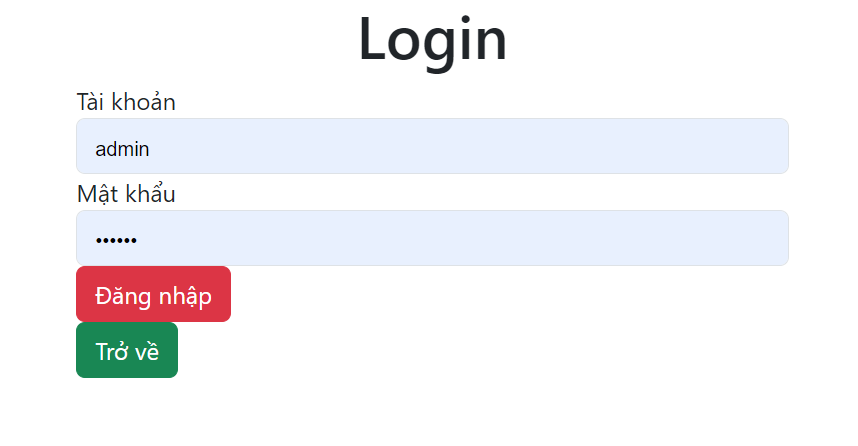 Login
Tài khoản
admin
Mật khẩu
••••••
Đăng nhập
Trở về